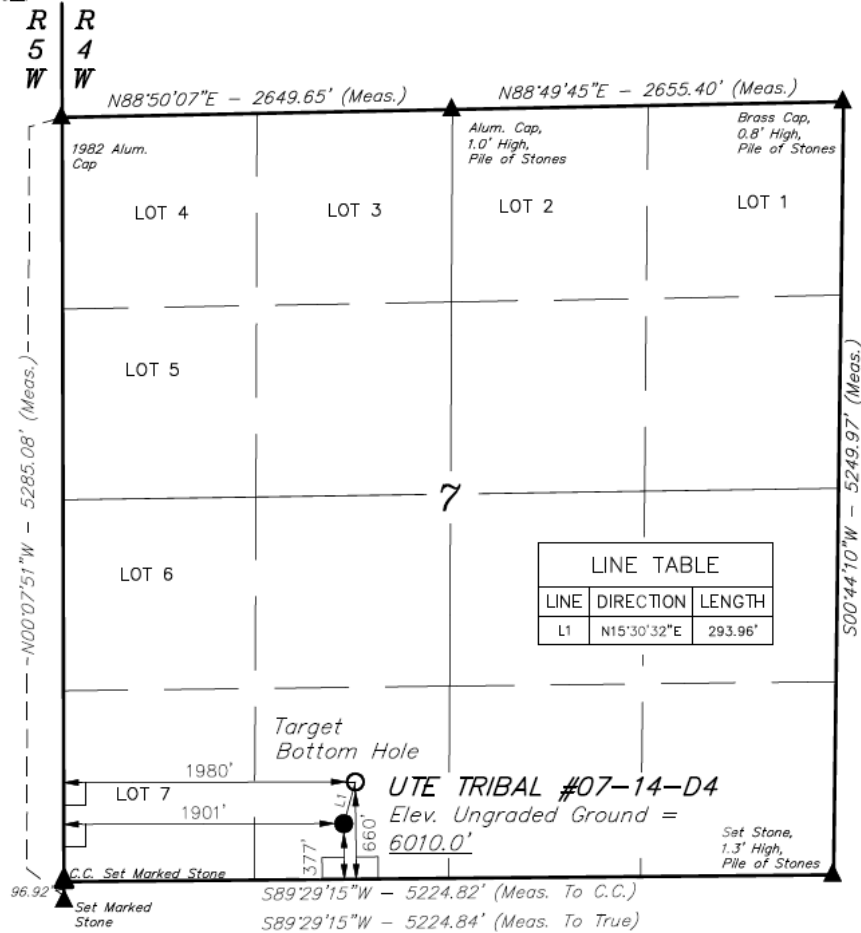 R R
5 4
W W
N88°50'07"E - 2649.65' (Meas.)
N88°49'45"E - 2655.40' (Meas.)
1982 Alum.
Cap
Alum. Cap,
1.0' High,
Pile of Stones
Brass Cap,
0.8' High,
Pile of Stones
LOT 4
LOT 3
LOT 2
LOT 1
LOT 5
N00°07'51"W - 5285.08' (Meas.)
S00°44'10"W - 5249.97' (Meas.)
7
LOT 6
LINE TABLE
LINE DIRECTION LENGTH
L1 N15°30'32"E 293.96'
Target
Bottom Hole
1980'
LOT 7
1901'
L1
377'
660'
UTE TRIBAL #07-14-D4
Elev. Ungraded Ground =
6010.0'
Set Stone,
1.3' High,
Pile of Stones
C.C. Set Marked Stone
96.92'
Set Marked
Stone
S89°29'15"W - 5224.82' (Meas. To C.C.)
S89°29'15"W - 5224.84' (Meas. To True)